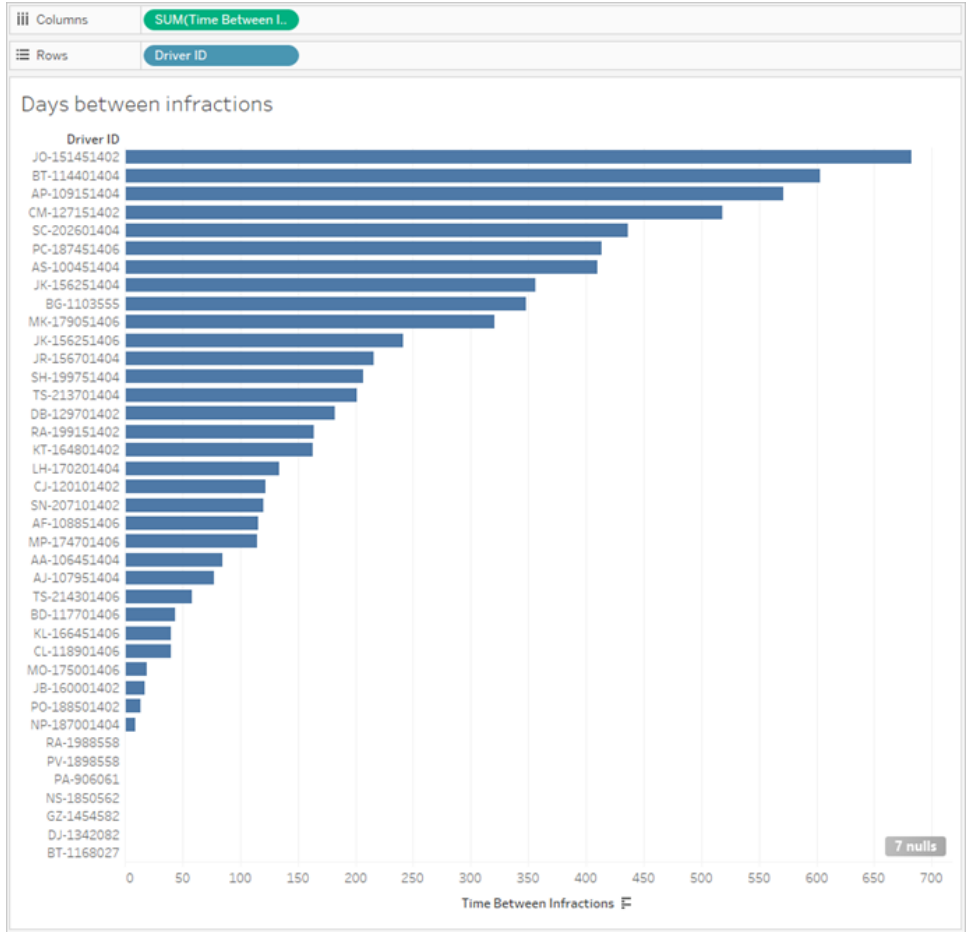 Columns SUM(Time Between I..
Rows Driver ID
Days between infractions
Driver ID
JO-151451402
BT-114401404
AP-109151404
CM-127151402
SC-202601404
PC-187451406
AS-100451404
JK-156251404
BG-1103555
MK-179051406
JK-156251406
JR-156701404
SH-199751404
TS-213701404
DB-129701402
RA-199151402
KT-164801402
LH-170201404
CJ-120101402
SN-207101402
AF-108851406
MP-174701406
AA-106451404
AJ-107951404
TS-214301406
BD-117701406
KL-166451406
CL-118901406
MO-175001406
JB-160001402
PO-188501402
NP-187001404
RA-1988558
PV-1898558
PA-906061
NS-1850562
GZ-1454582
DJ-1342082
BT-1168027
7 nulls
0 50 100 150 200 250 300 350 400 450 500 550 600 650 700
Time Between Infractions